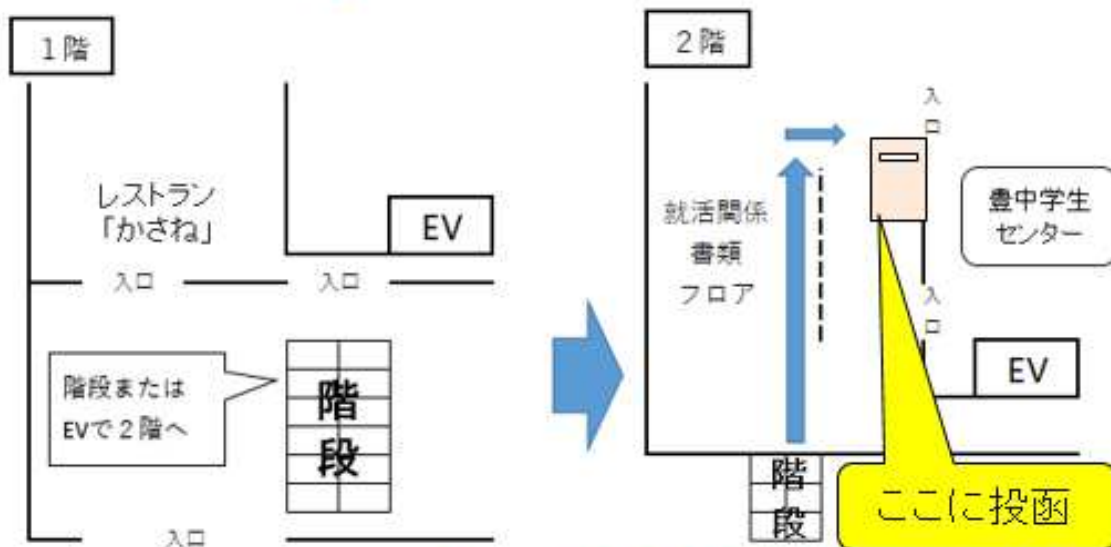 1階
レストラン
「かさね」
EV
入口
入口
階段または
EVで2階へ
階段
入口
2階
入口
就活関係
書類
フロア
豊中学生
センター
入口
EV
階段
ここに投函